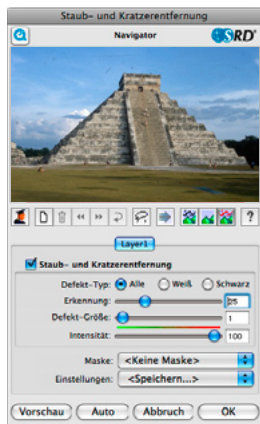 Staub- und Kratzerentfernung
Navigator
SRD
?
Layer1
Staub- und Kratzerentfernung
Defekt-Typ: Alle Weiß Schwarz
Erkennung: 25
Defekt-Größe: 1
Intensität: 100
Maske: <Keine Maske>
Einstellungen: <Speichern...>
Vorschau Auto Abbruch OK